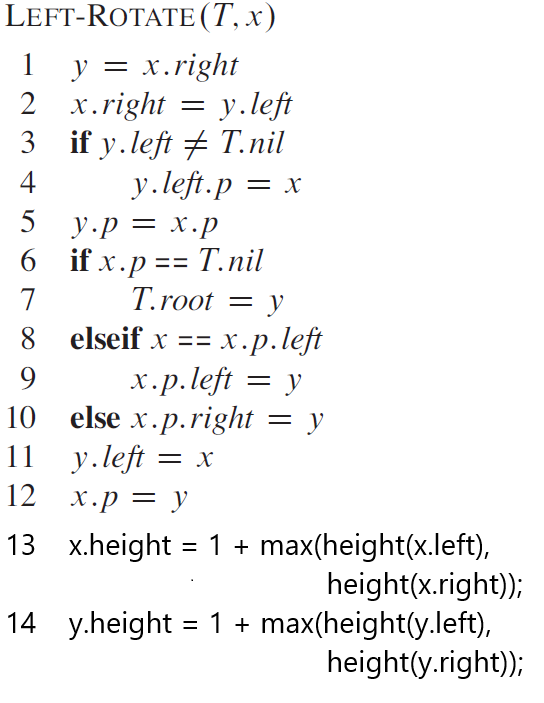 LEFT-ROTATE(T, x)
1 y = x.right
2 x.right = y.left
3 if y.left ≠ T.nil
4 y.left.p = x
5 y.p = x.p
6 if x.p == T.nil
7 T.root = y
8 elseif x == x.p.left
9 x.p.left = y
10 else x.p.right = y
11 y.left = x
12 x.p = y
13 x.height = 1 + max(height(x.left),
height(x.right));
14 y.height = 1 + max(height(y.left),
height(y.right));